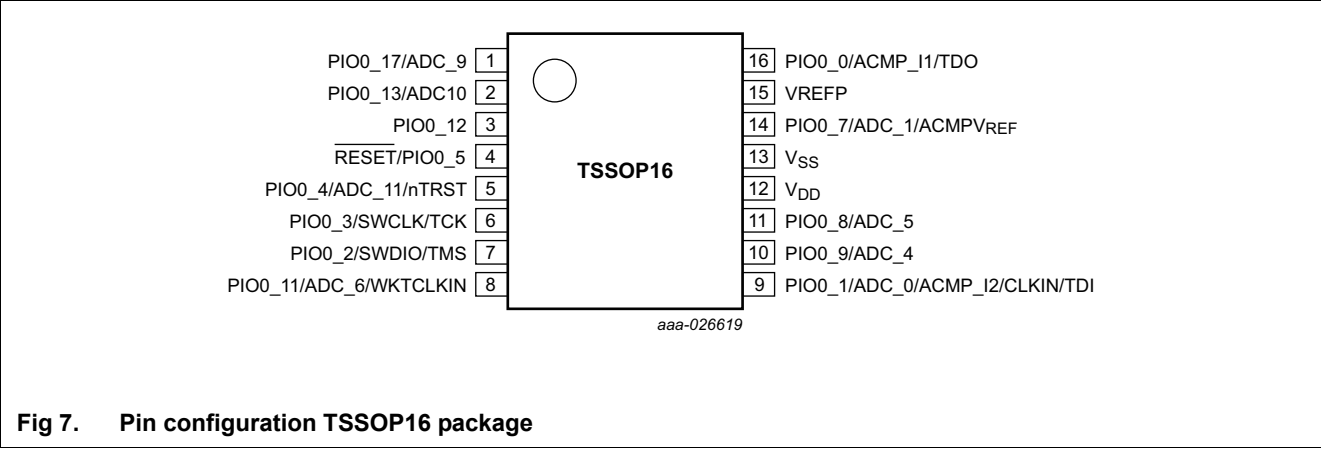 PIO0_17/ADC_9 1
PIO0_13/ADC10 2
PIO0_12 3
RESET/PIO0_5 4
PIO0_4/ADC_11/nTRST 5
PIO0_3/SWCLK/TCK 6
PIO0_2/SWDIO/TMS 7
PIO0_11/ADC_6/WKTCLKIN 8
TSSOP16
16 PIO0_0/ACMP_I1/TDO
15 VREFP
14 PIO0_7/ADC_1/ACMPVREF
13 VSS
12 VDD
11 PIO0_8/ADC_5
10 PIO0_9/ADC_4
9 PIO0_1/ADC_0/ACMP_I2/CLKIN/TDI
aaa-026619
Fig 7. Pin configuration TSSOP16 package